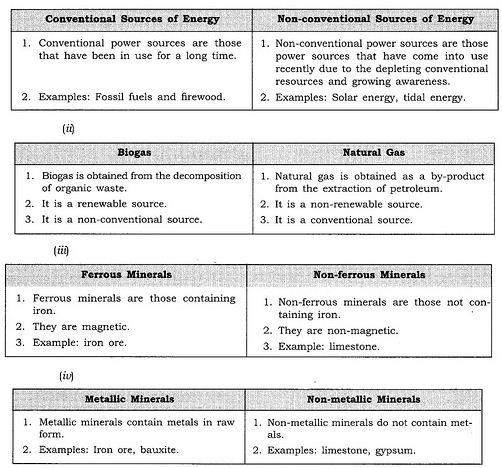 Conventional Sources of Energy
1. Conventional power sources are those
that have been in use for a long time.
2. Examples: Fossil fuels and firewood.
Non-conventional Sources of Energy
1. Non-conventional power sources are those
power sources that have come into use
recently due to the depleting conventional
resources and growing awareness.
2. Examples: Solar energy, tidal energy.
(ii)
Biogas
1. Biogas is obtained from the decomposition
of organic waste.
2. It is a renewable source.
3. It is a non-conventional source.
Natural Gas
1. Natural gas is obtained as a by-product
from the extraction of petroleum.
2. It is a non-renewable source.
3. It is a conventional source.
(iii)
Ferrous Minerals
1. Ferrous minerals are those containing
iron.
2. They are magnetic.
3. Example: iron ore.
Non-ferrous Minerals
1. Non-ferrous minerals are those not con-
taining iron.
2. They are non-magnetic.
3. Example: limestone.
(iv)
Metallic Minerals
1. Metallic minerals contain metals in raw
form.
2. Examples: Iron ore, bauxite.
Non-metallic Minerals
1. Non-metallic minerals do not contain met-
als.
2. Examples: limestone, gypsum.